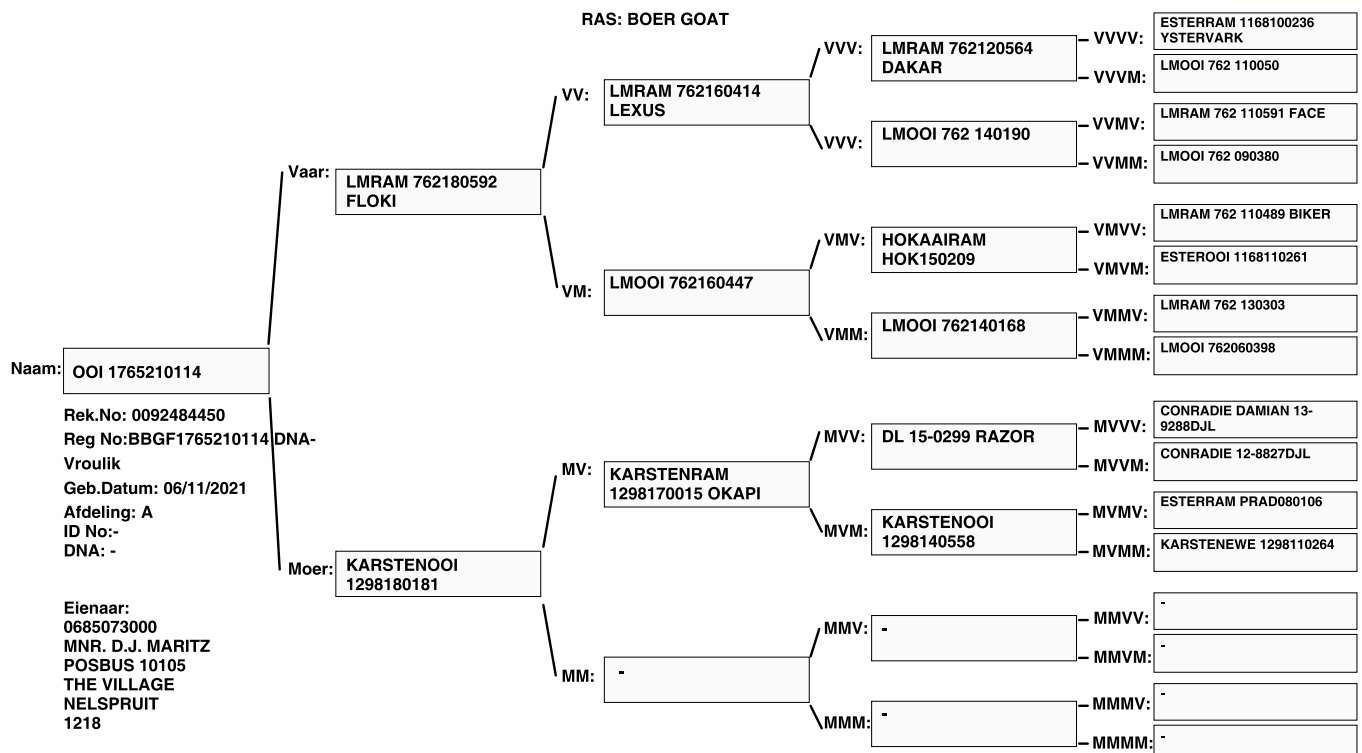 RAS: BOER GOAT
Naam:
OOI 1765210114
Rek.No: 0092484450
Reg No:BBGF1765210114 DNA-
Vroulik
Geb.Datum: 06/11/2021
Afdeling: A
ID No:-
DNA: -
Eienaar:
0685073000
MNR. D.J. MARITZ
POSBUS 10105
THE VILLAGE
NELSPRUIT
1218
Vaar:
LMRAM 762180592
FLOKI
Moer:
KARSTENOOI
1298180181
VV:
LMRAM 762160414
LEXUS
VM:
LMOOI 762160447
MV:
KARSTENRAM
1298170015 OKAPI
MM:
-
VVV:
LMRAM 762120564
DAKAR
VVV:
LMOOI 762 140190
VMV:
HOKAAIRAM
HOK150209
VMM:
LMOOI 762140168
MVV:
DL 15-0299 RAZOR
MVM:
KARSTENOOI
1298140558
MMV:
-
MMM:
-
VVVV:
ESTERRAM 1168100236
YSTERVARK
VVVM:
LMOOI 762 110050
VVMV:
LMRAM 762 110591 FACE
VVMM:
LMOOI 762 090380
VMVV:
LMRAM 762 110489 BIKER
VMVM:
ESTEROOI 1168110261
VMMV:
LMRAM 762 130303
VMMM:
LMOOI 762060398
MVVV:
CONRADIE DAMIAN 13-
9288DJL
MVVM:
CONRADIE 12-8827DJL
MVMV:
ESTERRAM PRAD080106
MVMM:
KARSTENEWE 1298110264
MMVV:
-
MMVM:
-
MMMV:
-
MMMM:
-